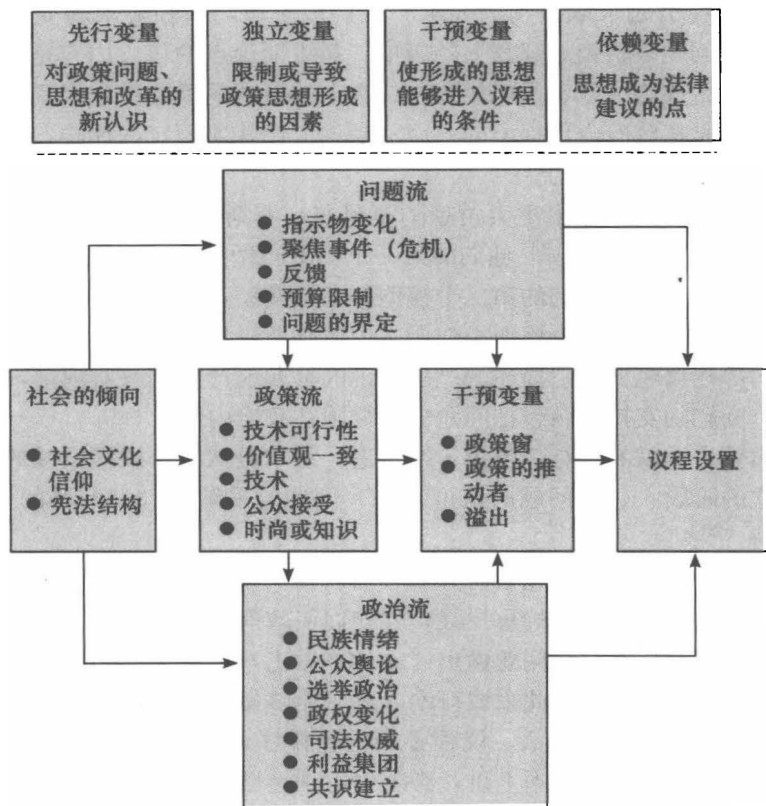 先行变量
对政策问题、
思想和改革的
新认识
独立变量
限制或导致
政策思想形成
的因素
干预变量
使形成的思想
能够进入议程
的条件
依赖变量
思想成为法律
建议的点
问题流
● 指示物变化
● 聚焦事件（危机）
● 反馈
● 预算限制
● 问题的界定
社会的倾向
● 社会文化
信仰
● 宪法结构
政策流
● 技术可行性
● 价值观一致
● 技术
● 公众接受
● 时尚或知识
干预变量
● 政策窗
● 政策的推
动者
● 溢出
议程设置
政治流
● 民族情绪
● 公众舆论
● 选举政治
● 政权变化
● 司法权威
● 利益集团
● 共识建立